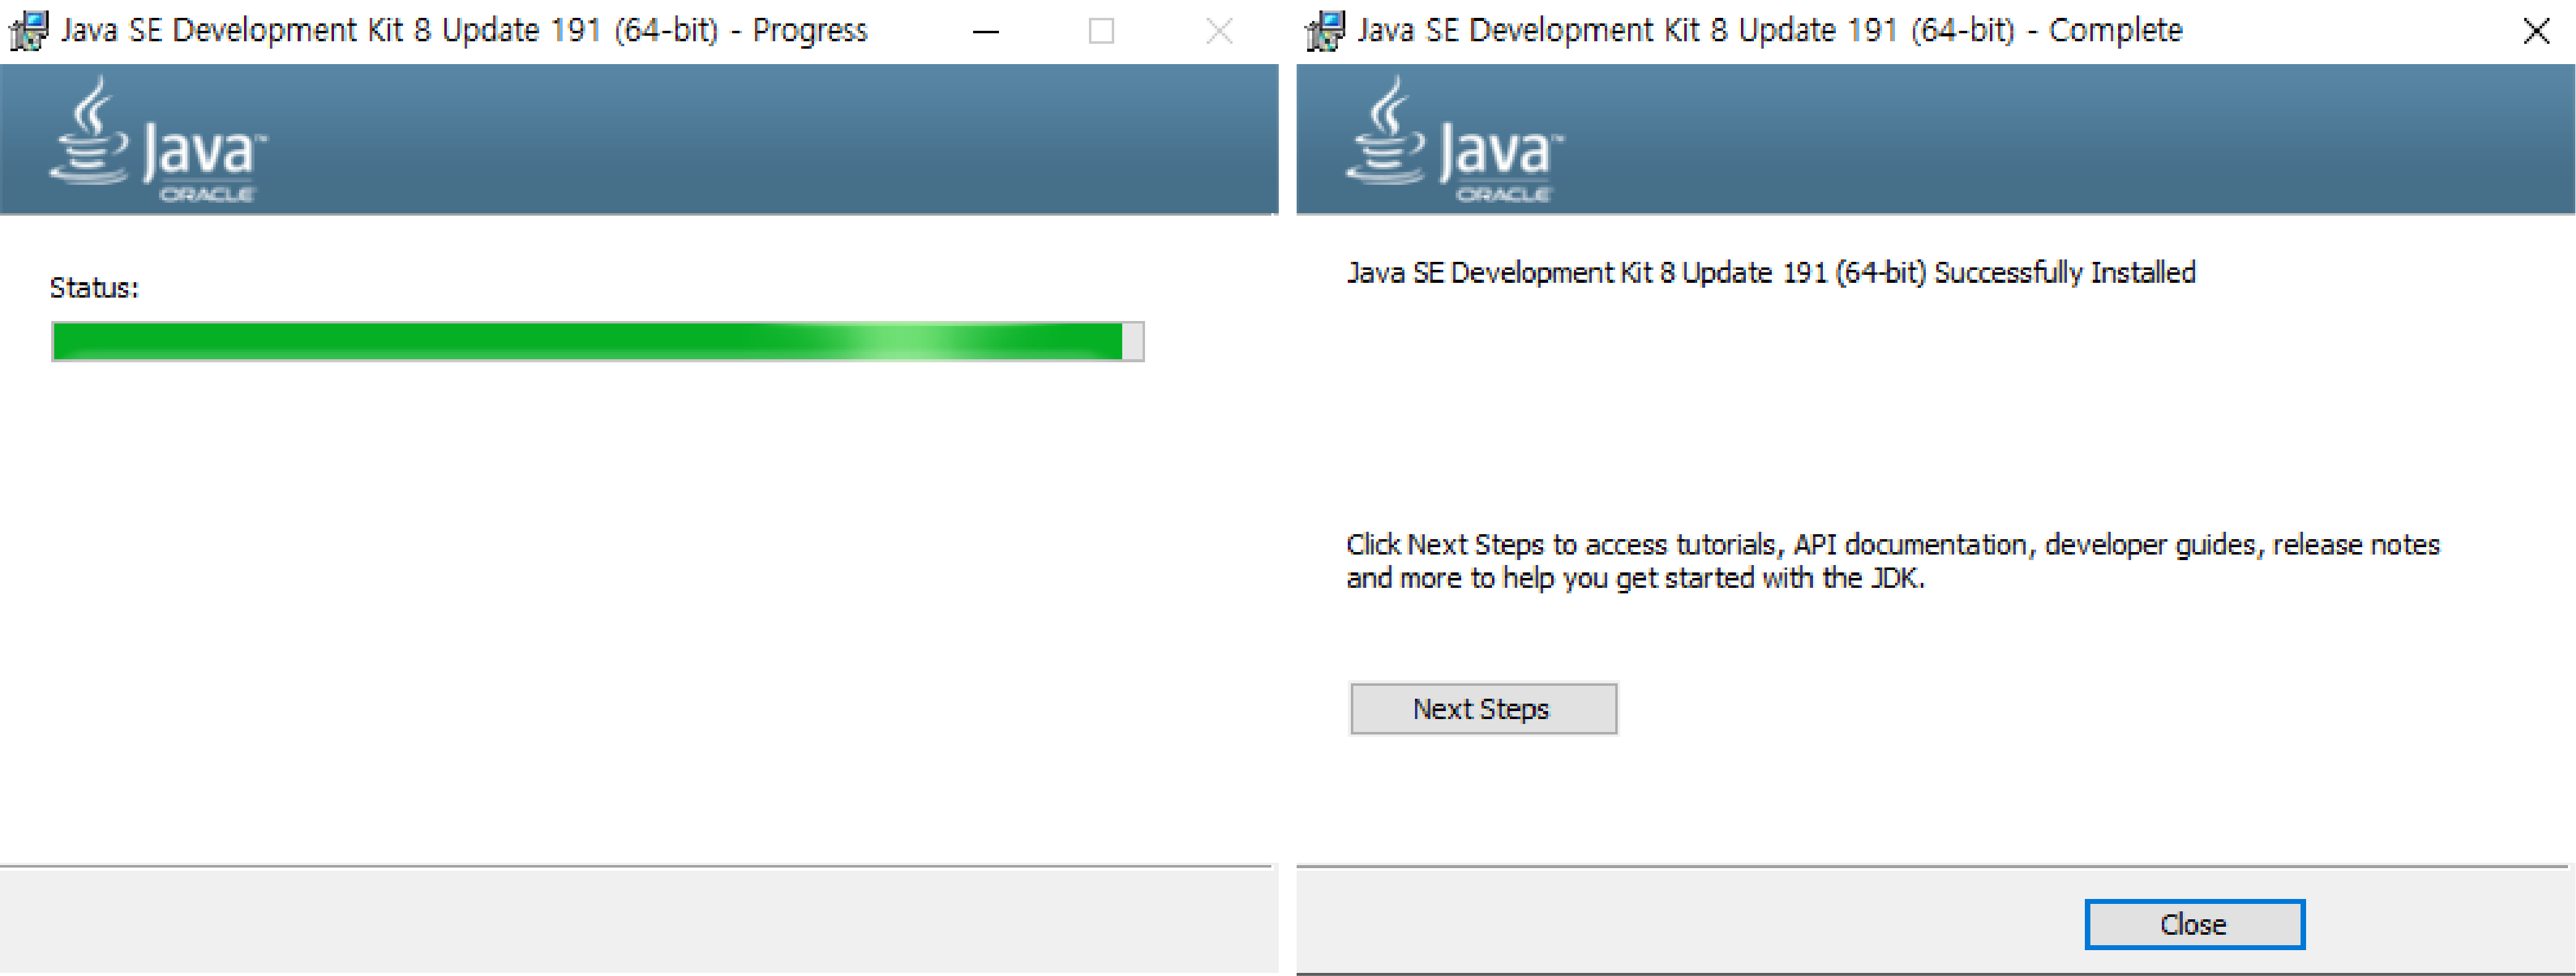 Java SE Development Kit 8 Update 191 (64-bit) - Progress
Java™
ORACLE
Status:
Java SE Development Kit 8 Update 191 (64-bit) - Complete
Java™
ORACLE
Java SE Development Kit 8 Update 191 (64-bit) Successfully Installed
Click Next Steps to access tutorials, API documentation, developer guides, release notes
and more to help you get started with the JDK.
Next Steps
Close